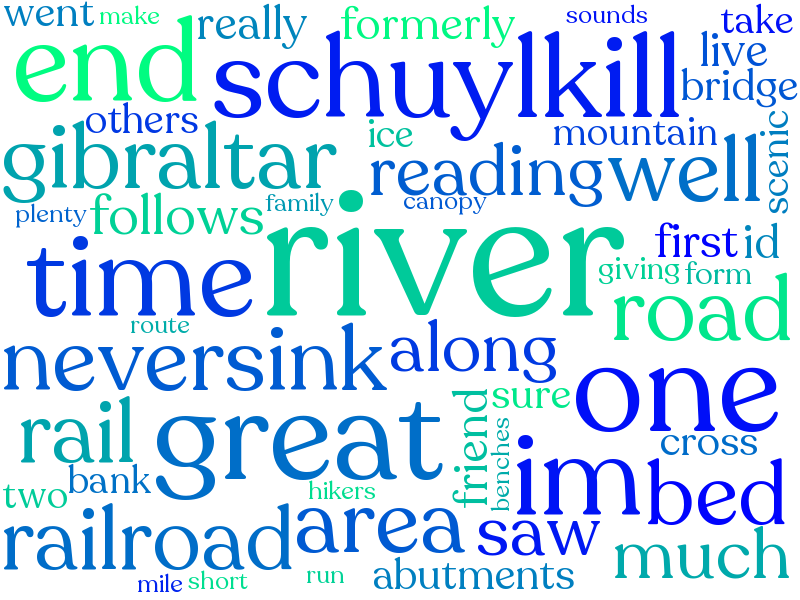 went make really formerly sounds take
end schuylkill live
bridge
others ice mountain scenic
gibraltar reading well
plenty follows family canopy
river first id
time giving form
route road
neversink along one
rail great friend sure
benches cross
two bank hikers im bed
railroad area saw much
mile short run abutments